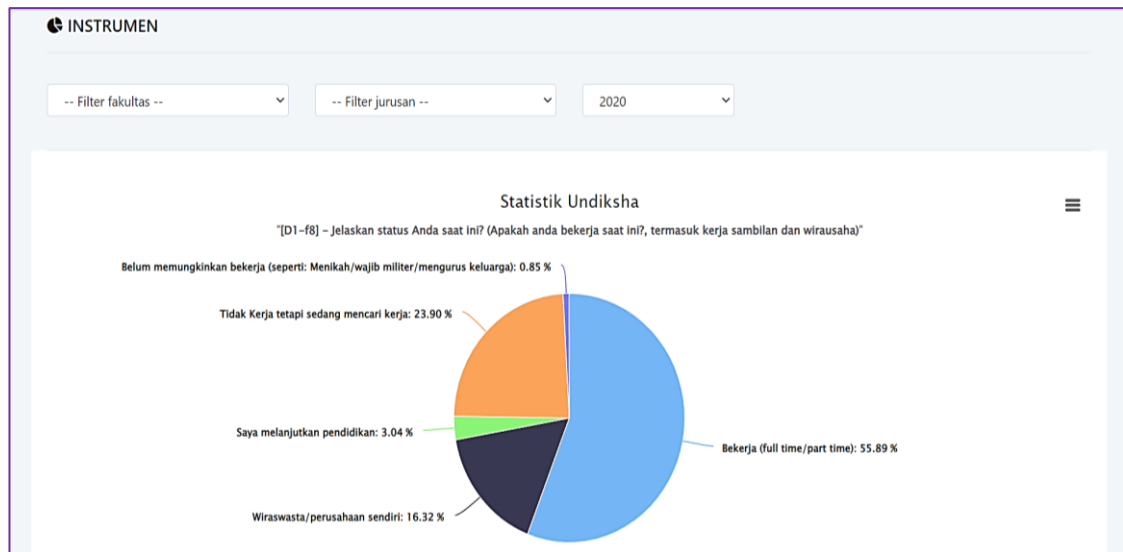 INSTRUMEN
-- Filter fakultas --
-- Filter jurusan --
2020
Statistik Undiksha
"[D1-f8] - Jelaskan status Anda saat ini? (Apakah anda bekerja saat ini?, termasuk kerja sambilan dan wirausaha)"
Belum memungkinkan bekerja (seperti: Menikah/wajib militer/mengurus keluarga): 0.85 %
Tidak Kerja tetapi sedang mencari kerja: 23.90 %
Saya melanjutkan pendidikan: 3.04 %
Bekerja (full time/part time): 55.89 %
Wiraswasta/perusahaan sendiri: 16.32 %